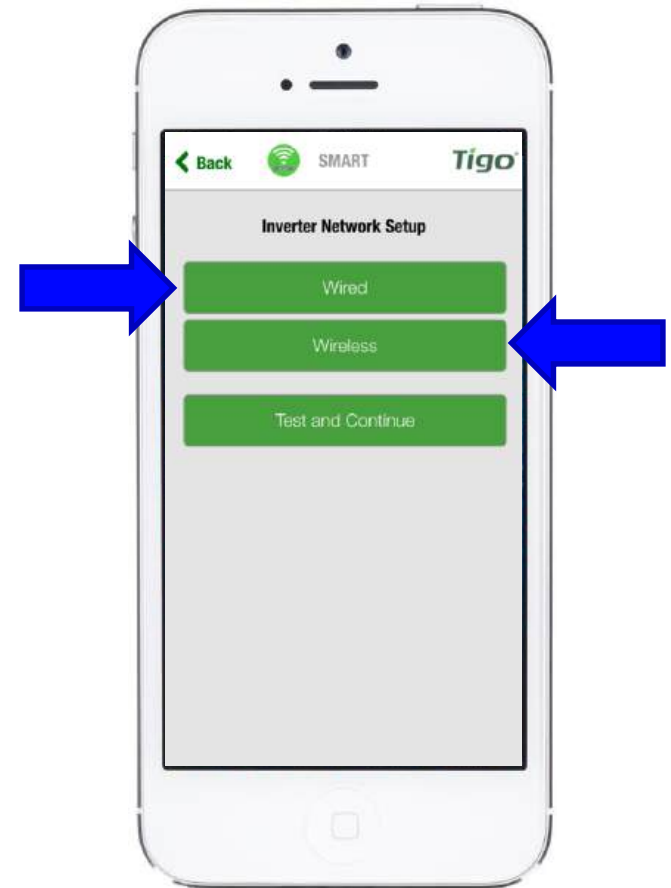 Back SMART Tigo
Inverter Network Setup
Wired
Wireless
Test and Continue